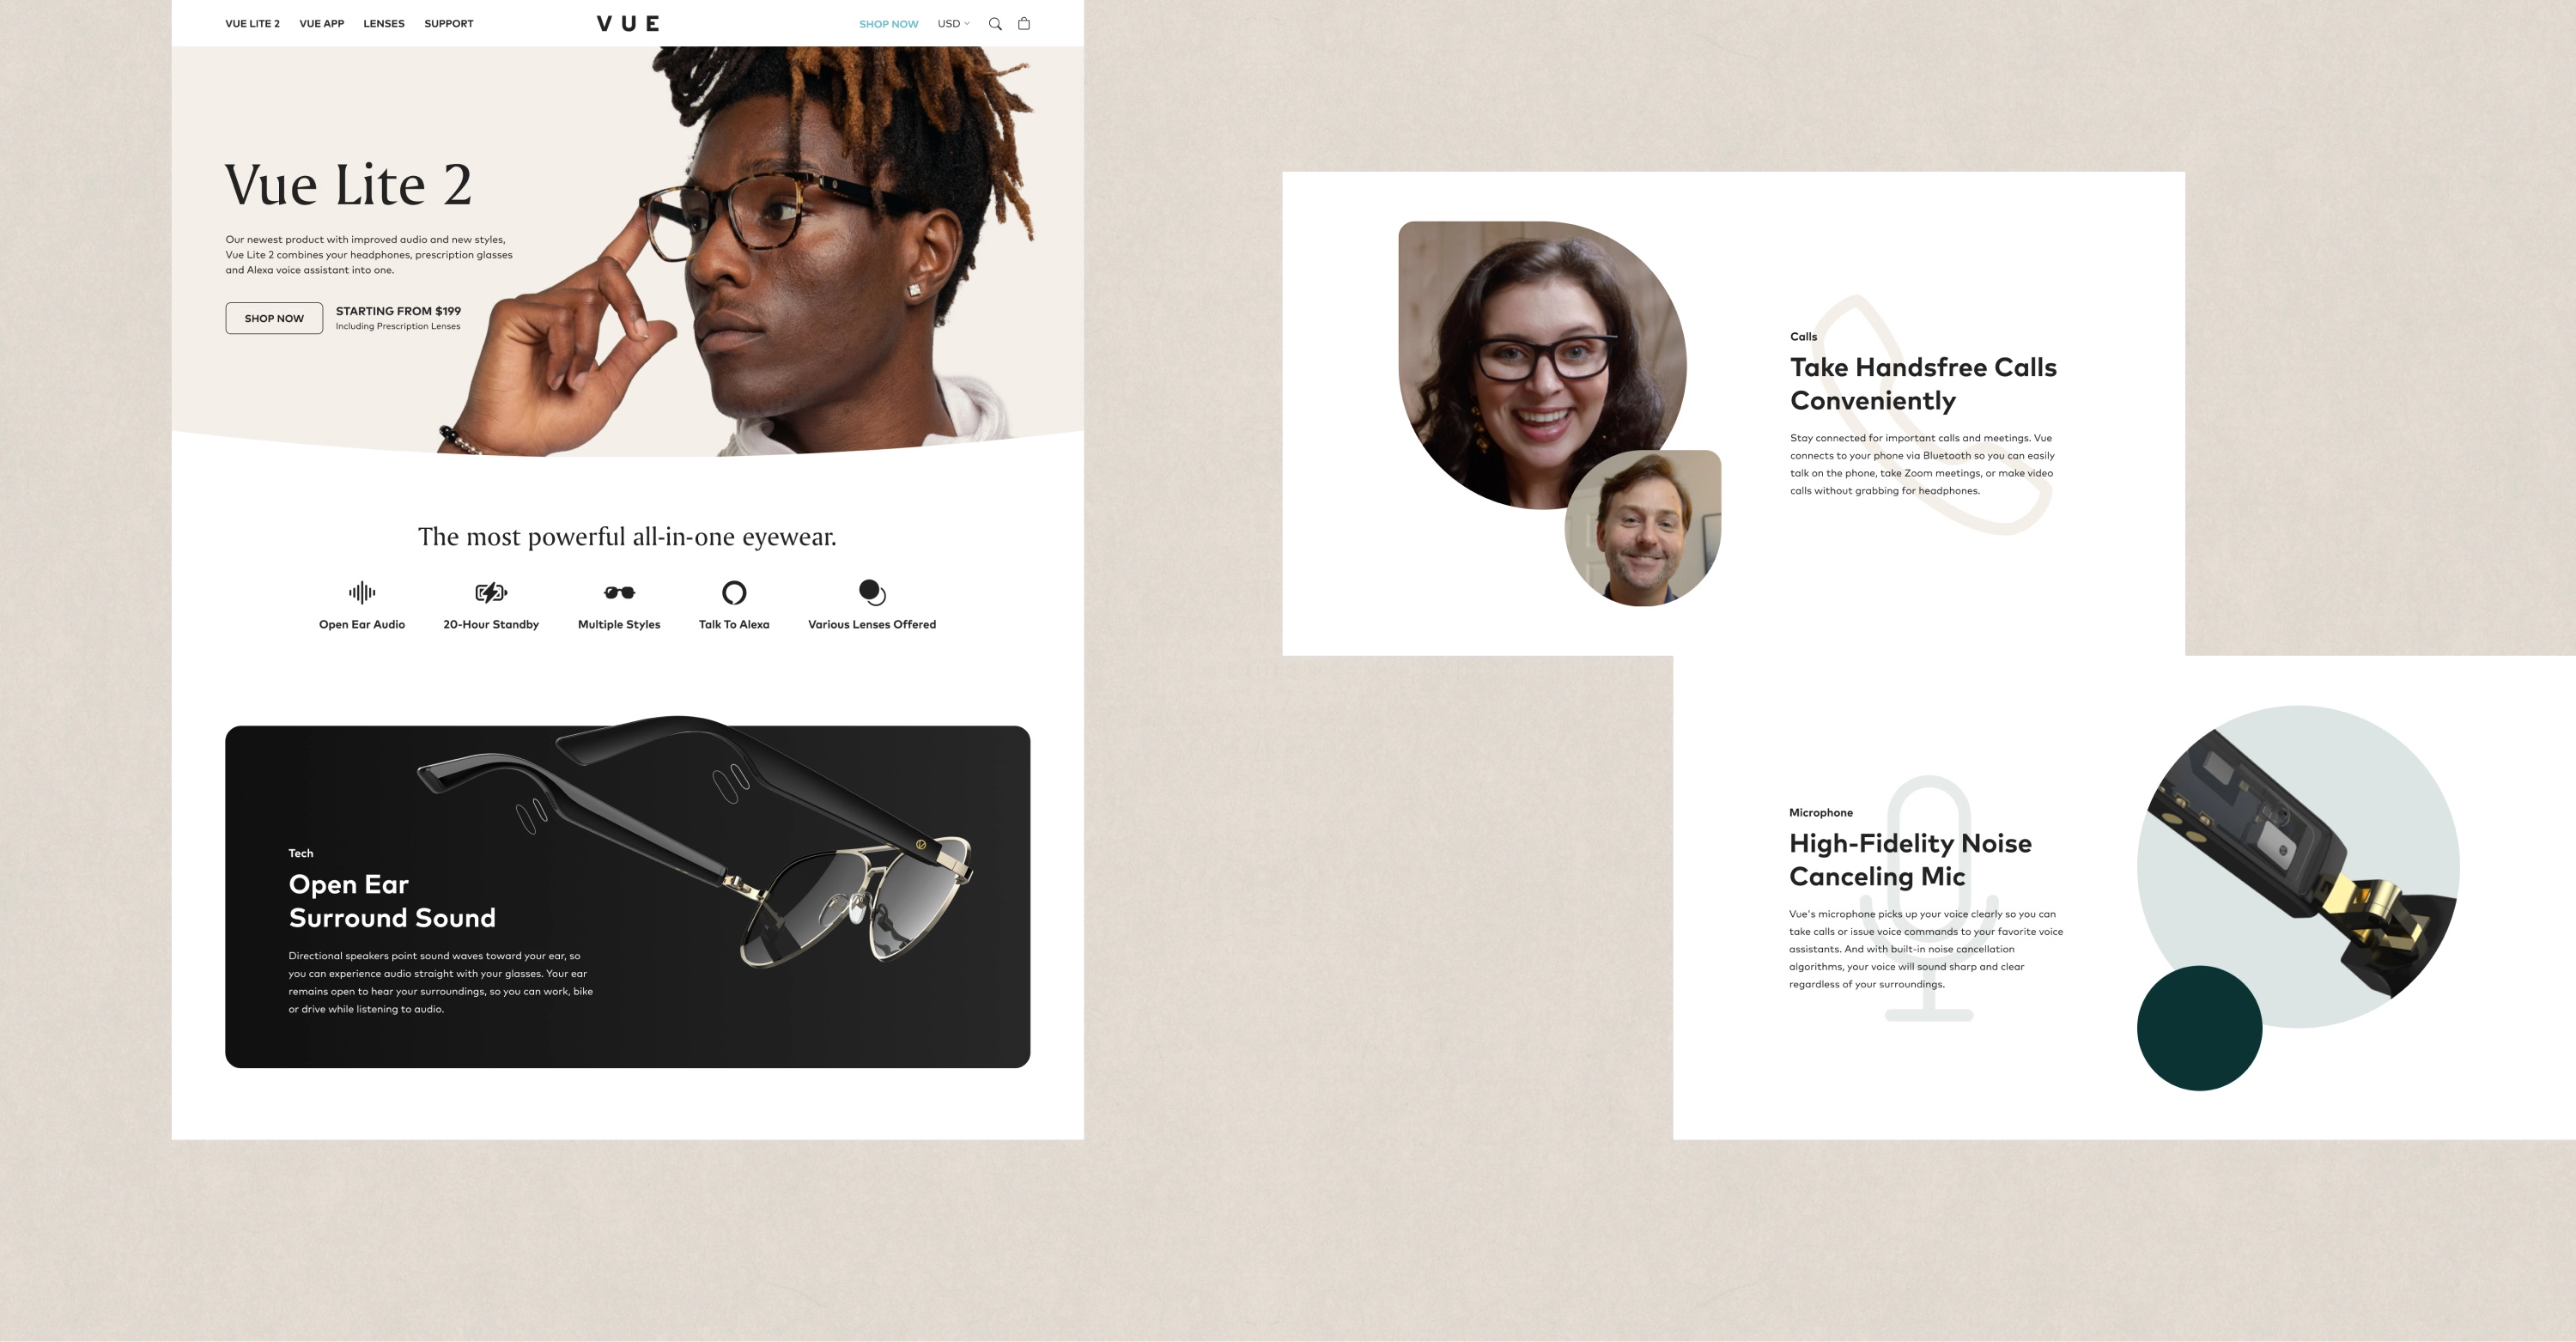 VUE LITE 2 VUE APP LENSES SUPPORT VUE SHOP NOW USD
Vue Lite 2
Our newest product with improved audio and new styles,
Vue Lite 2 combines your headphones, prescription glasses
and Alexa voice assistant into one.
SHOP NOW
STARTING FROM $199
Including Prescription Lenses
The most powerful all-in-one eyewear.
Open Ear Audio
20-Hour Standby
Multiple Styles
Talk To Alexa
Various Lenses Offered
Tech
Open Ear
Surround Sound
Directional speakers point sound waves toward your ear, so
you can experience audio straight with your glasses. Your ear
remains open to hear your surroundings, so you can work, bike
or drive while listening to audio.
Calls
Take Handsfree Calls
Conveniently
Stay connected for important calls and meetings. Vue
connects to your phone via Bluetooth so you can easily
talk on the phone, take Zoom meetings, or make video
calls without grabbing for headphones.
Microphone
High-Fidelity Noise
Canceling Mic
Vue's microphone picks up your voice clearly so you can
take calls or issue voice commands to your favorite voice
assistants. And with built-in noise cancellation
algorithms, your voice will sound sharp and clear
regardless of your surroundings.